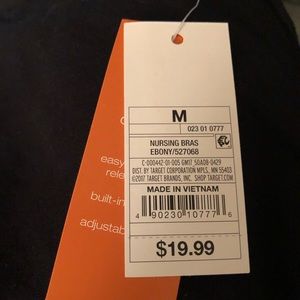 M
023 01 0777
NURSING BRAS
EBONY/527068
C-000442-01-005 GM17_50A08-0429
DIST. BY TARGET CORPORATION MPLS, MN 55403
©2017 TARGET BRANDS, INC. SHOP TARGET.COM
MADE IN VIETNAM
4 90230 10777 6
$19.99
easy
rele
built-in
adjustab